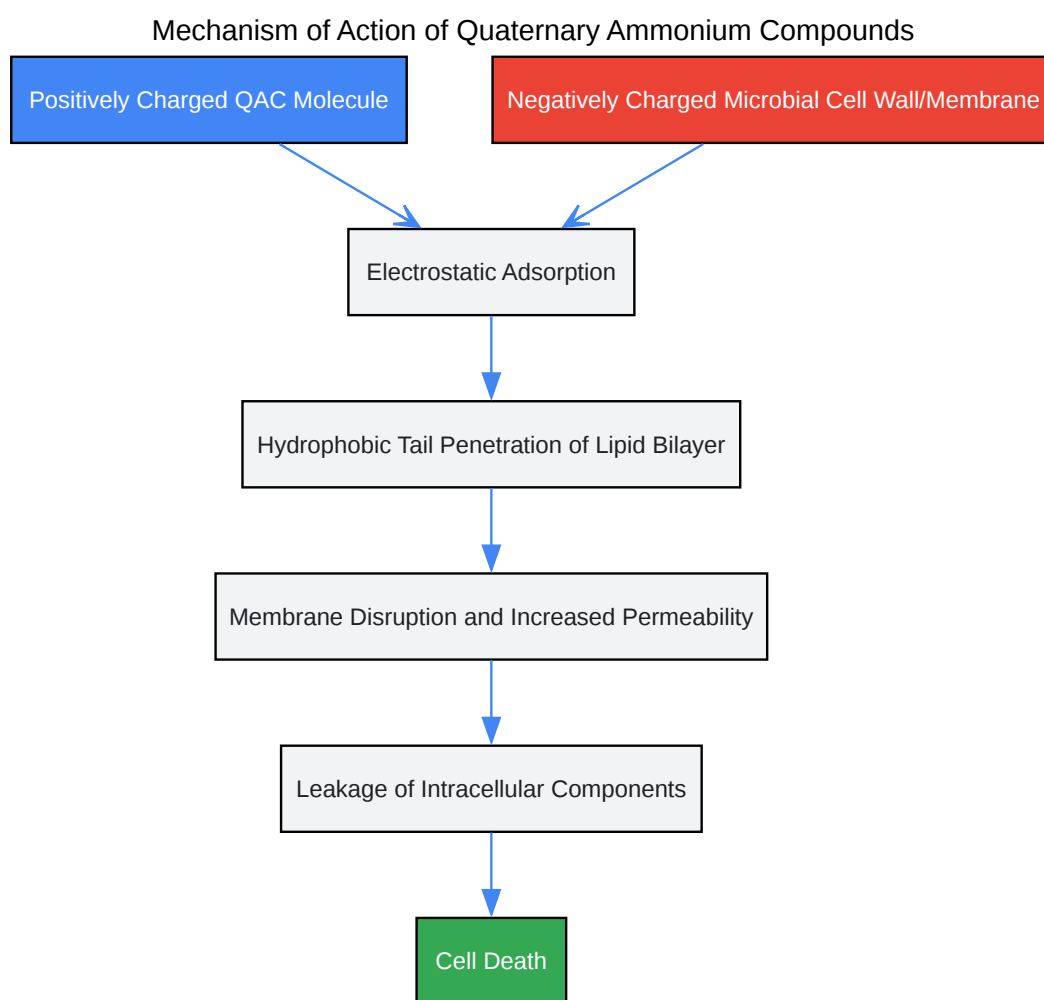 Mechanism of Action of Quaternary Ammonium Compounds
Positively Charged QAC Molecule
Negatively Charged Microbial Cell Wall/Membrane
Electrostatic Adsorption
Hydrophobic Tail Penetration of Lipid Bilayer
Membrane Disruption and Increased Permeability
Leakage of Intracellular Components
Cell Death